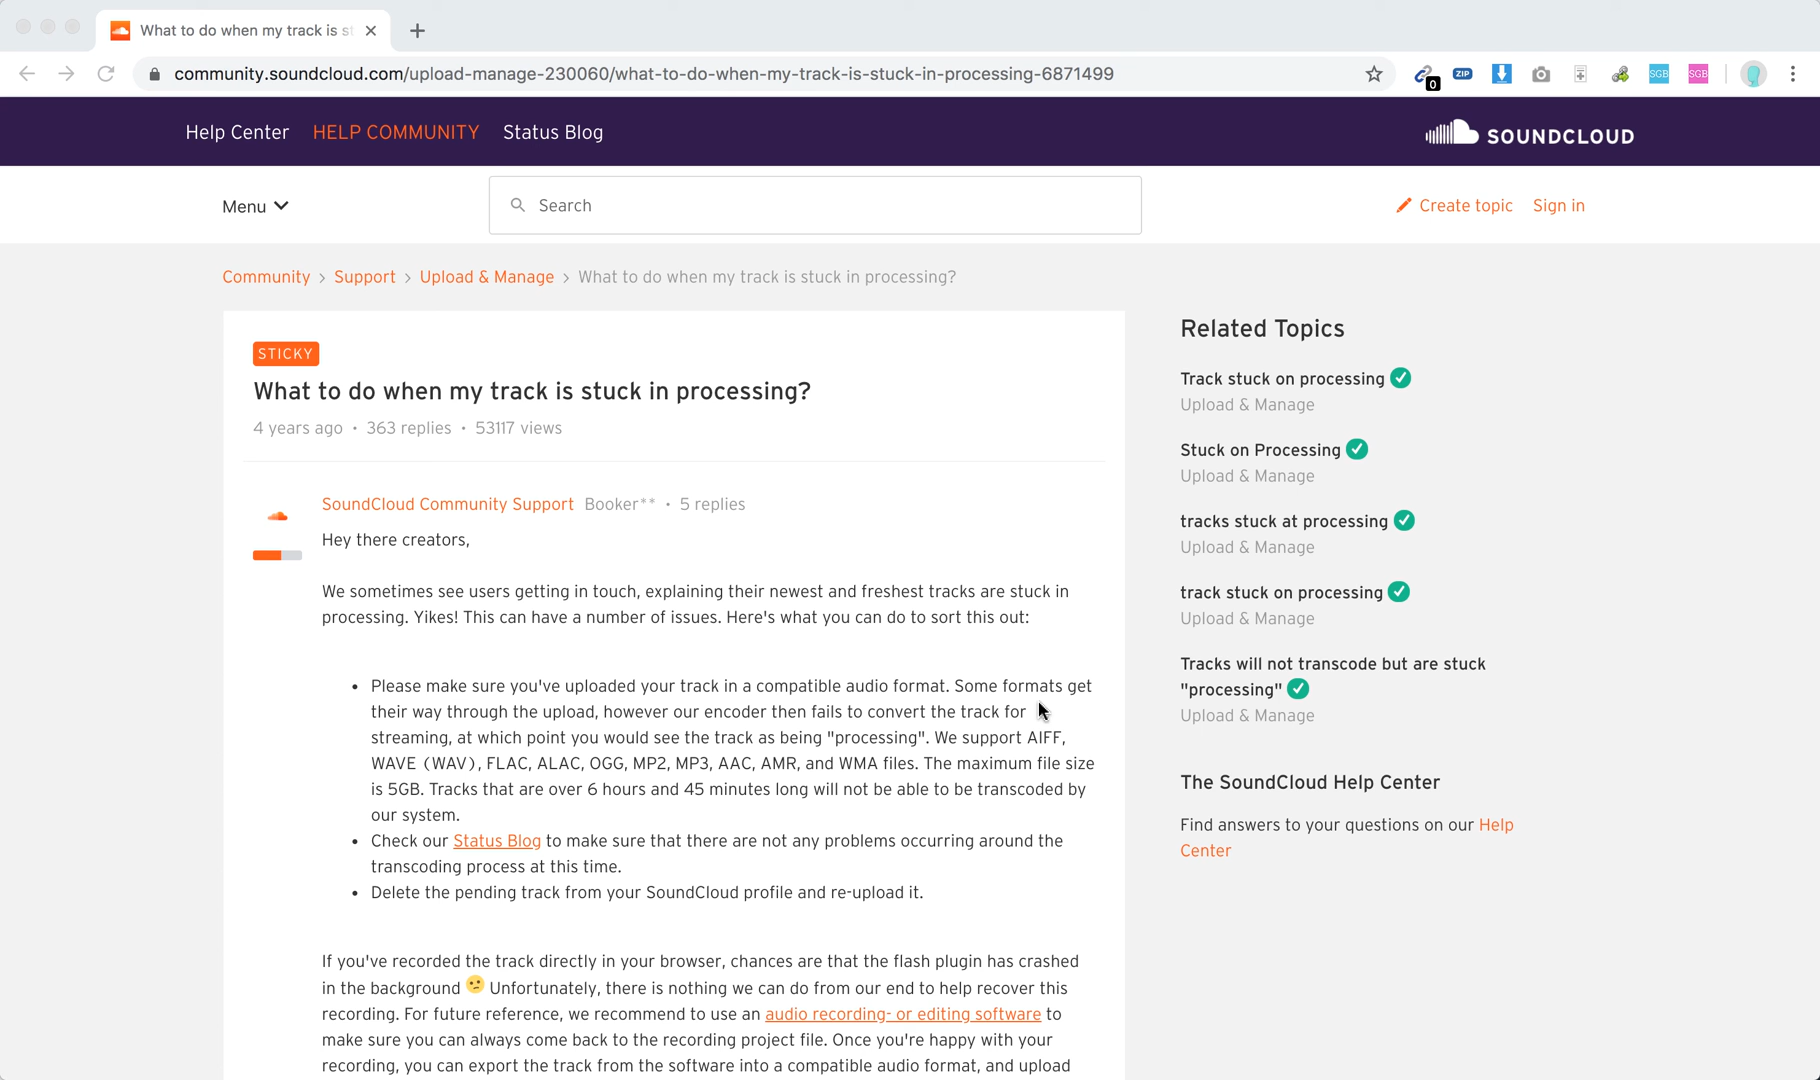 What to do when my track is st
community.soundcloud.com/upload-manage-230060/what-to-do-when-my-track-is-stuck-in-processing-6871499
0
ZIP
SGB
SGB
Help Center HELP COMMUNITY Status Blog
SOUNDCLOUD
Menu
Search
Create topic Sign in
Community > Support > Upload & Manage > What to do when my track is stuck in processing?
STICKY
What to do when my track is stuck in processing?
4 years ago • 363 replies • 53117 views
SoundCloud Community Support Booker** • 5 replies
Hey there creators,
We sometimes see users getting in touch, explaining their newest and freshest tracks are stuck in
processing. Yikes! This can have a number of issues. Here's what you can do to sort this out:
• Please make sure you've uploaded your track in a compatible audio format. Some formats get
their way through the upload, however our encoder then fails to convert the track for
streaming, at which point you would see the track as being "processing". We support AIFF,
WAVE (WAV), FLAC, ALAC, OGG, MP2, MP3, AAC, AMR, and WMA files. The maximum file size
is 5GB. Tracks that are over 6 hours and 45 minutes long will not be able to be transcoded by
our system.
• Check our Status Blog to make sure that there are not any problems occurring around the
transcoding process at this time.
• Delete the pending track from your SoundCloud profile and re-upload it.
If you've recorded the track directly in your browser, chances are that the flash plugin has crashed
in the background 😕 Unfortunately, there is nothing we can do from our end to help recover this
recording. For future reference, we recommend to use an audio recording- or editing software to
make sure you can always come back to the recording project file. Once you're happy with your
recording, you can export the track from the software into a compatible audio format, and upload
Related Topics
Track stuck on processing
Upload & Manage
Stuck on Processing
Upload & Manage
tracks stuck at processing
Upload & Manage
track stuck on processing
Upload & Manage
Tracks will not transcode but are stuck
"processing"
Upload & Manage
The SoundCloud Help Center
Find answers to your questions on our Help
Center